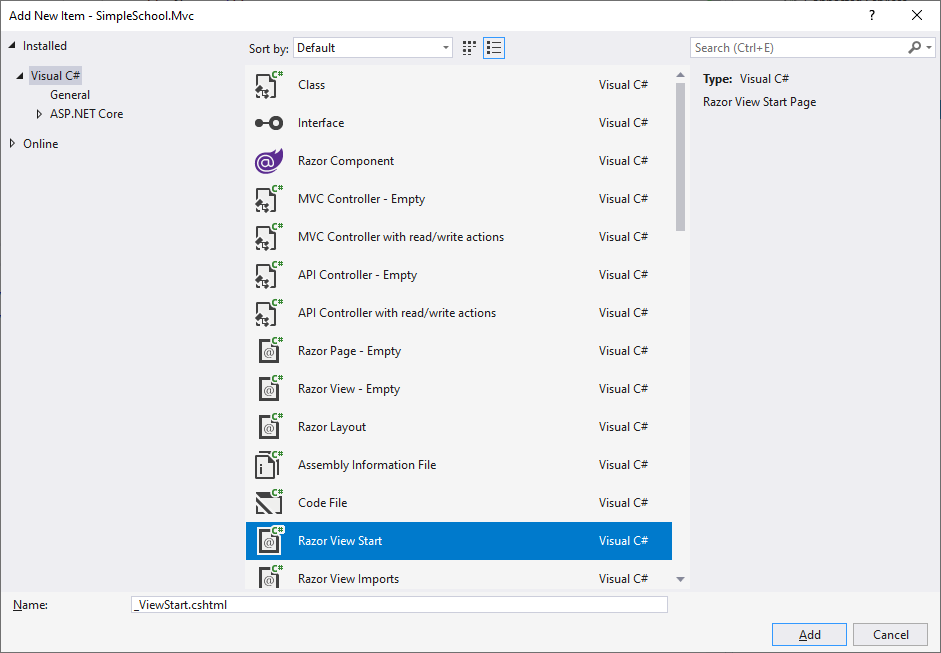 Add New Item - SimpleSchool.Mvc
?
Installed
Visual C#
General
ASP.NET Core
Online
Sort by: Default
Search (Ctrl+E)
C# Class Visual C#
Interface Visual C#
@ Razor Component Visual C#
C# MVC Controller - Empty Visual C#
C# MVC Controller with read/write actions Visual C#
C# API Controller - Empty Visual C#
C# API Controller with read/write actions Visual C#
C# @ Razor Page - Empty Visual C#
C# @ Razor View - Empty Visual C#
C# @ Razor Layout Visual C#
C# i Assembly Information File Visual C#
C# Code File Visual C#
C# @ Razor View Start Visual C#
C# @ Razor View Imports Visual C#
Type: Visual C#
Razor View Start Page
Name: _ViewStart.cshtml
Add Cancel